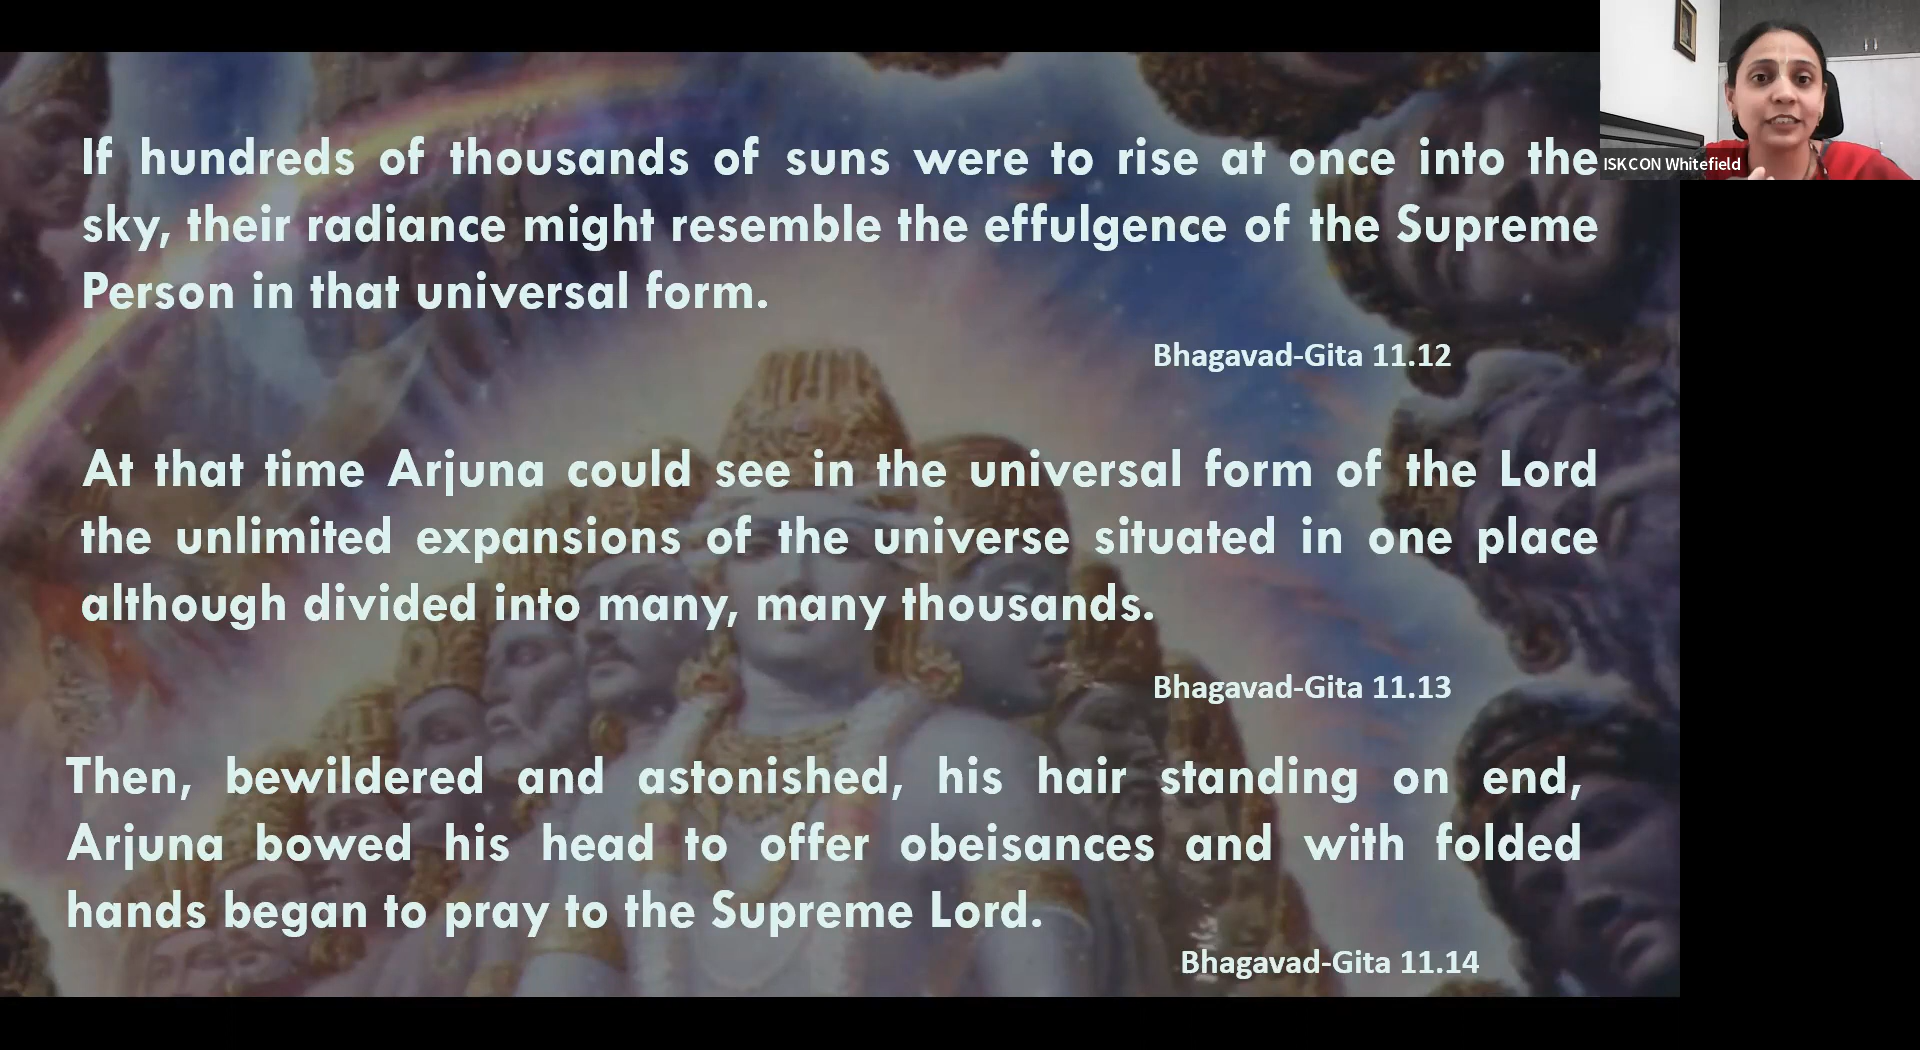 If hundreds of thousands of suns were to rise at once into the
sky, their radiance might resemble the effulgence of the Supreme
Person in that universal form.
Bhagavad-Gita 11.12
At that time Arjuna could see in the universal form of the Lord
the unlimited expansions of the universe situated in one place
although divided into many, many thousands.
Bhagavad-Gita 11.13
Then, bewildered and astonished, his hair standing on end,
Arjuna bowed his head to offer obeisances and with folded
hands began to pray to the Supreme Lord.
Bhagavad-Gita 11.14
ISKCON Whitefield